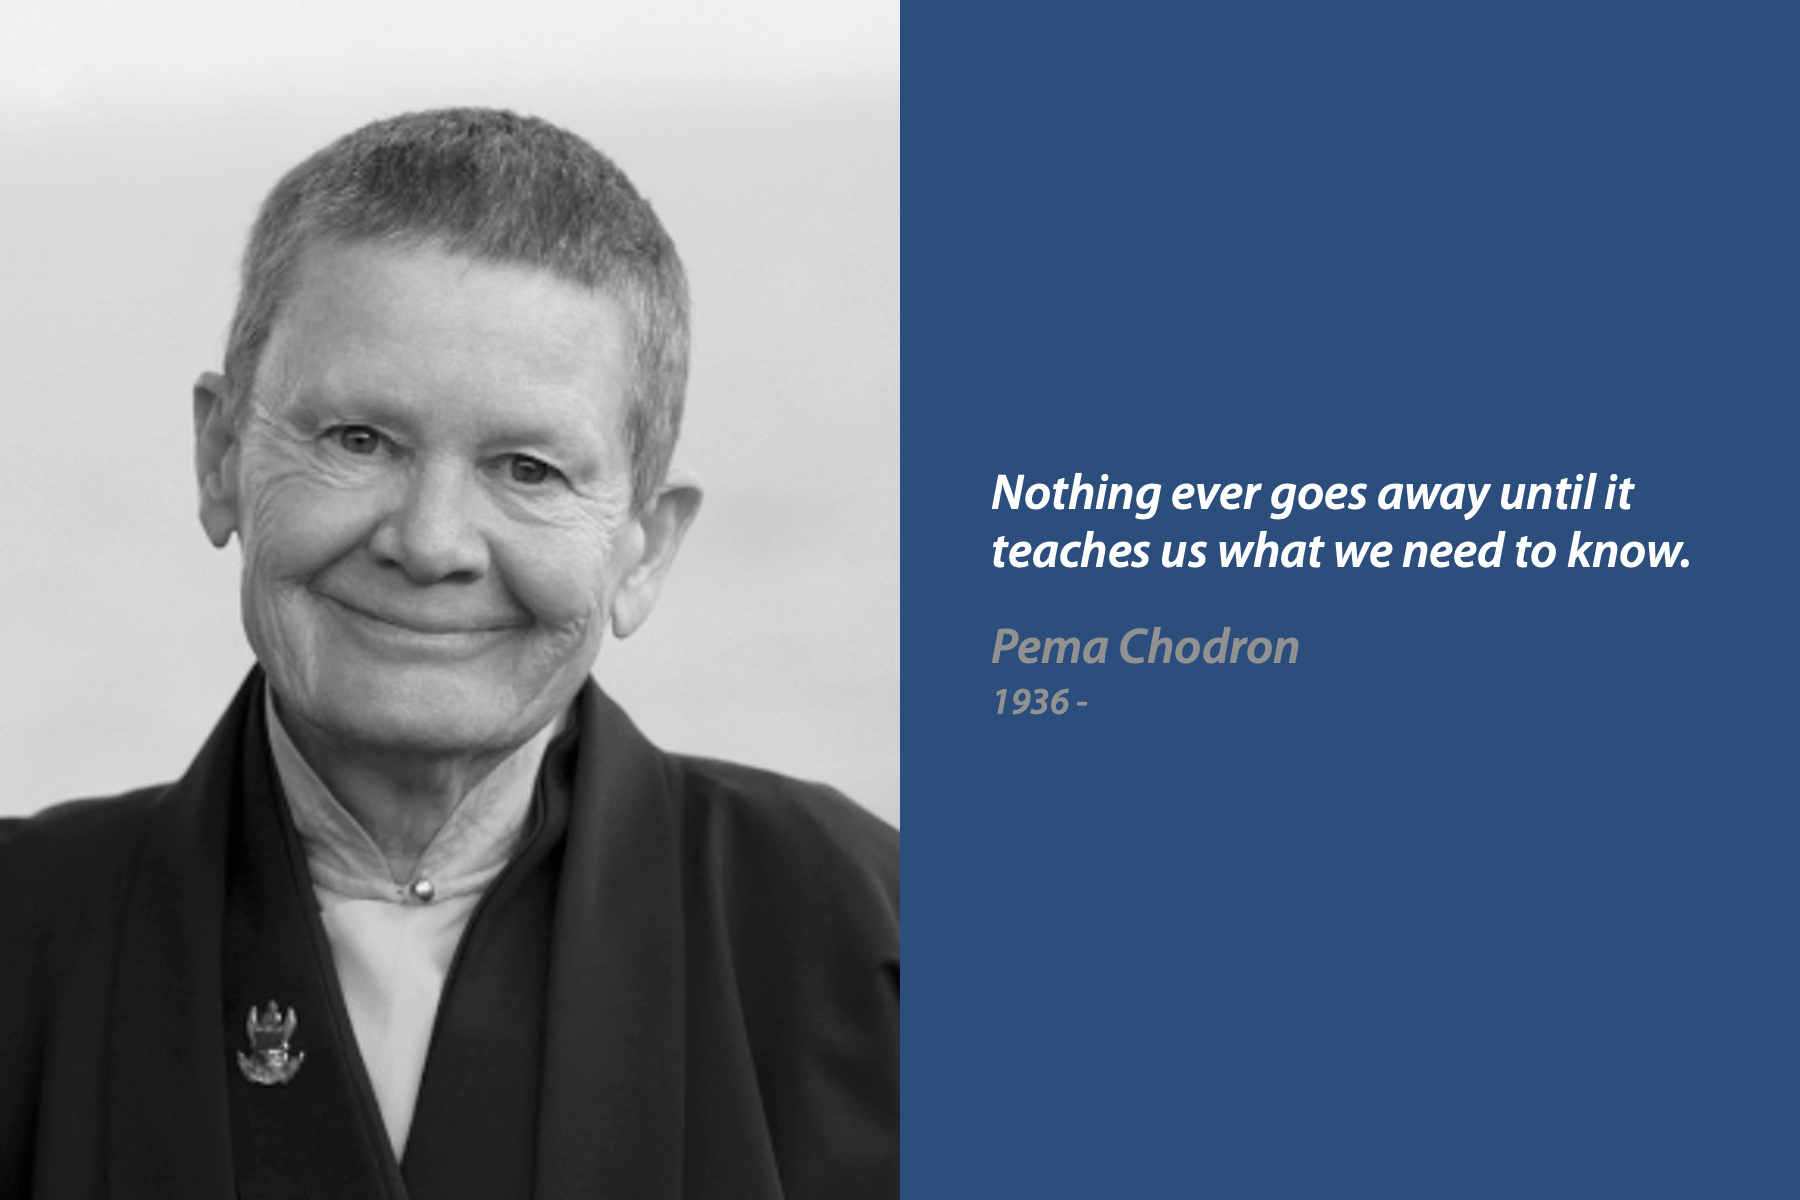 Nothing ever goes away until it
teaches us what we need to know.
Pema Chodron
1936 -